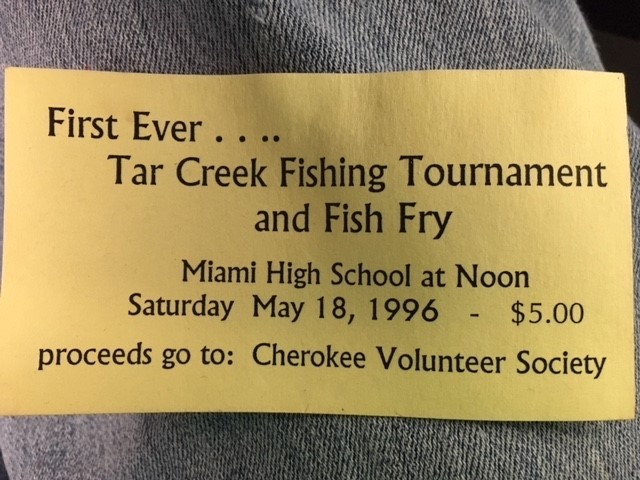 First Ever . . ..
Tar Creek Fishing Tournament
and Fish Fry
Miami High School at Noon
Saturday May 18, 1996 - $5.00
proceeds go to: Cherokee Volunteer Society